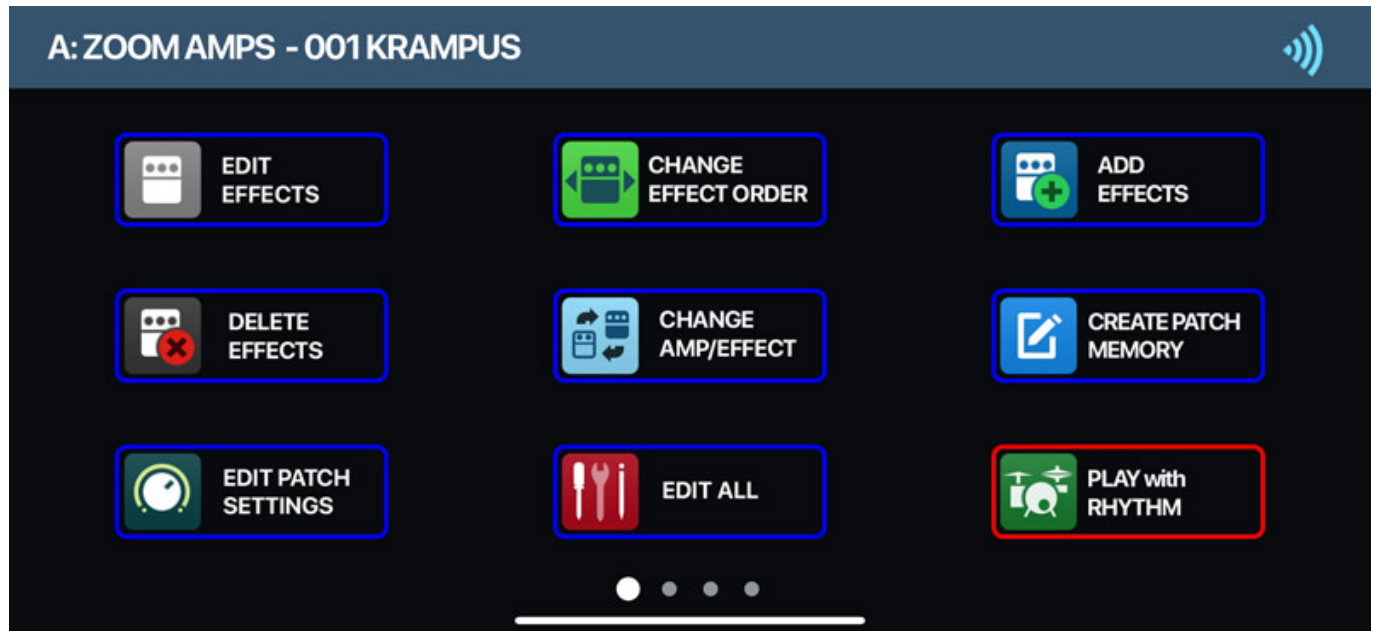 A: ZOOM AMPS - 001 KRAMPUS
EDIT
EFFECTS
CHANGE
EFFECT ORDER
ADD
EFFECTS
DELETE
EFFECTS
CHANGE
AMP/EFFECT
CREATE PATCH
MEMORY
EDIT PATCH
SETTINGS
EDIT ALL
PLAY with
RHYTHM